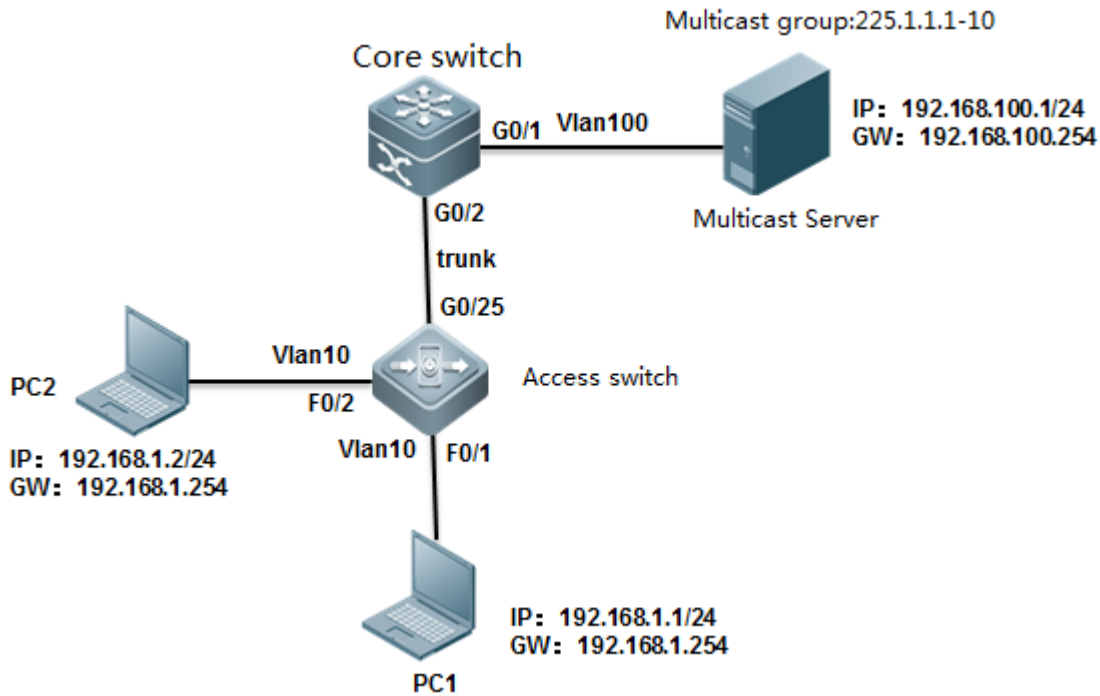 Multicast group:225.1.1.1-10
Core switch
G0/1
Vlan100
IP：192.168.100.1/24
GW：192.168.100.254
G0/2
Multicast Server
trunk
G0/25
Vlan10
Access switch
PC2
F0/2
Vlan10
F0/1
IP：192.168.1.2/24
GW：192.168.1.254
IP：192.168.1.1/24
GW：192.168.1.254
PC1